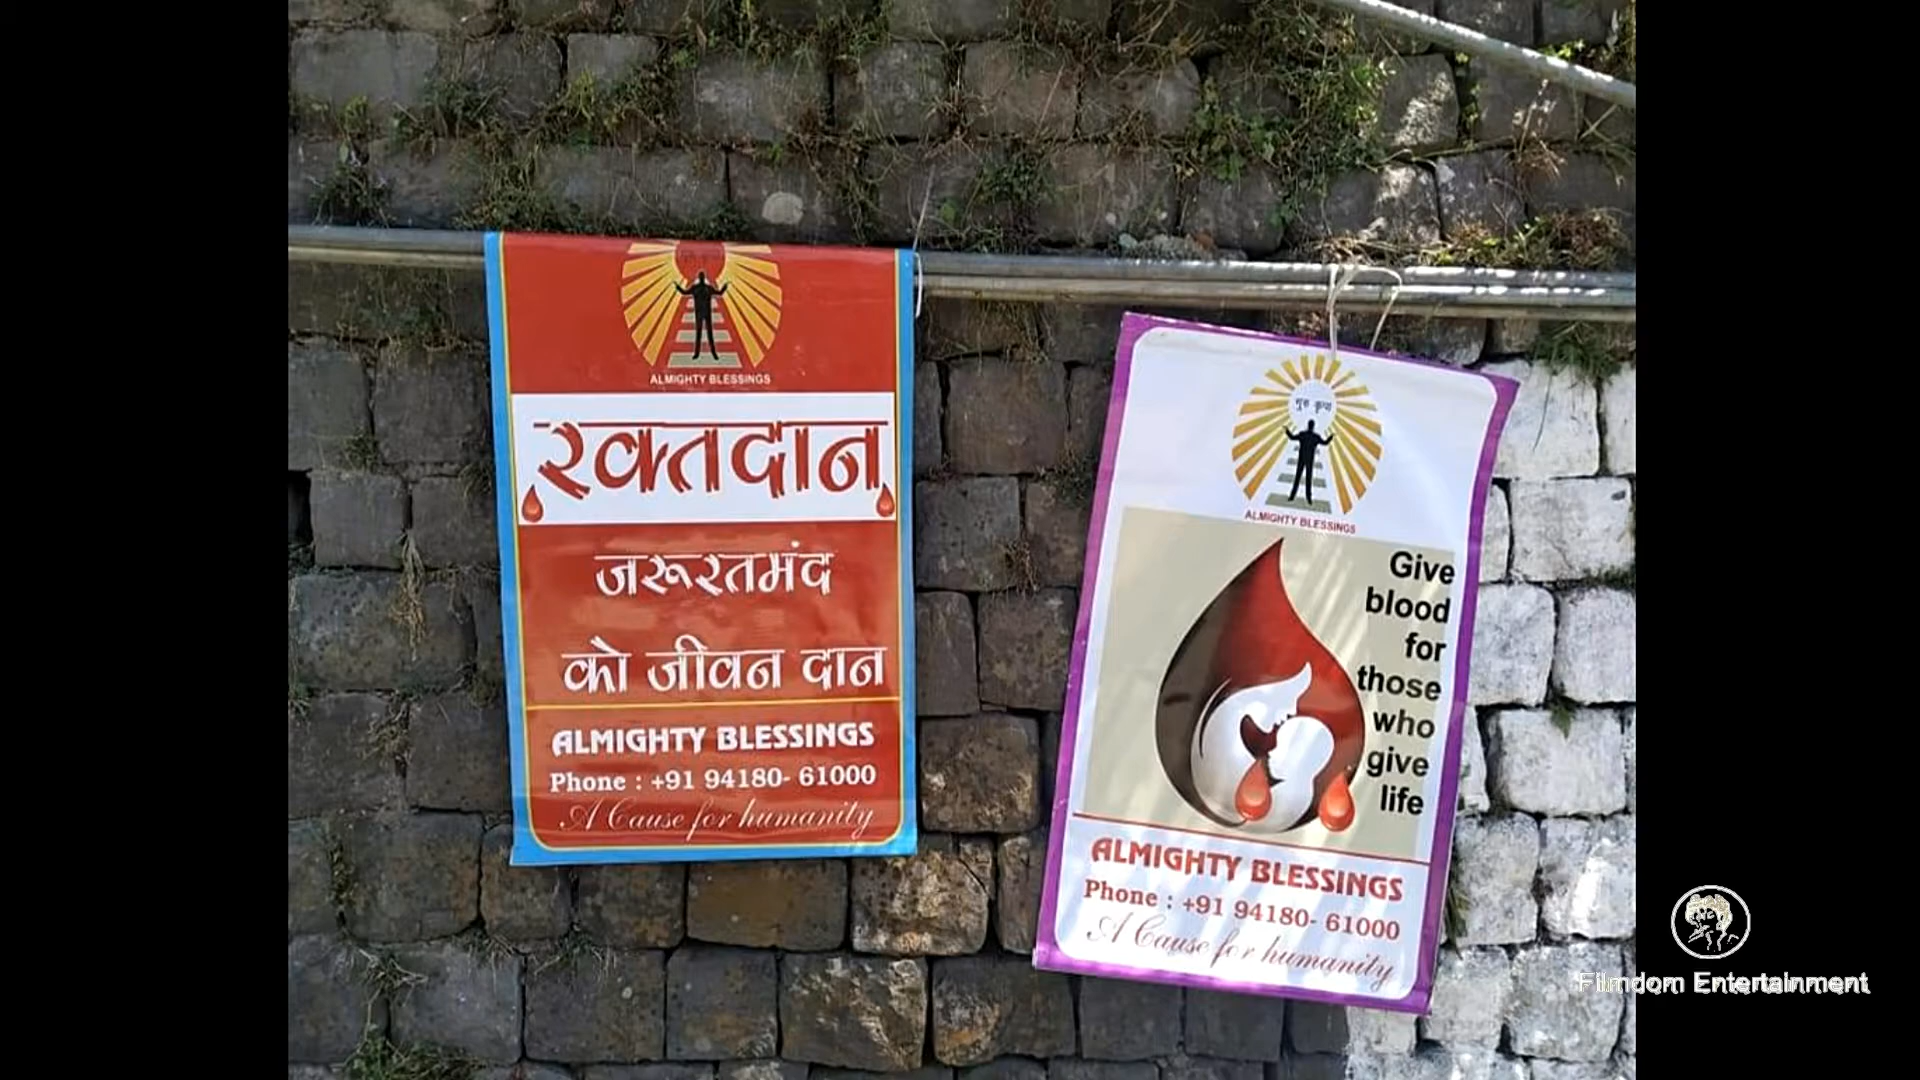 ALMIGHTY BLESSINGS
रक्तदान
जरूरतमंद
को जीवन दान
ALMIGHTY BLESSINGS
Phone : +91 94180- 61000
A Cause for humanity
गुरु कृपा
ALMIGHTY BLESSINGS
Give
blood
for
those
who
give
life
ALMIGHTY BLESSINGS
Phone : +91 94180- 61000
A Cause for humanity
Filmdom Entertainment